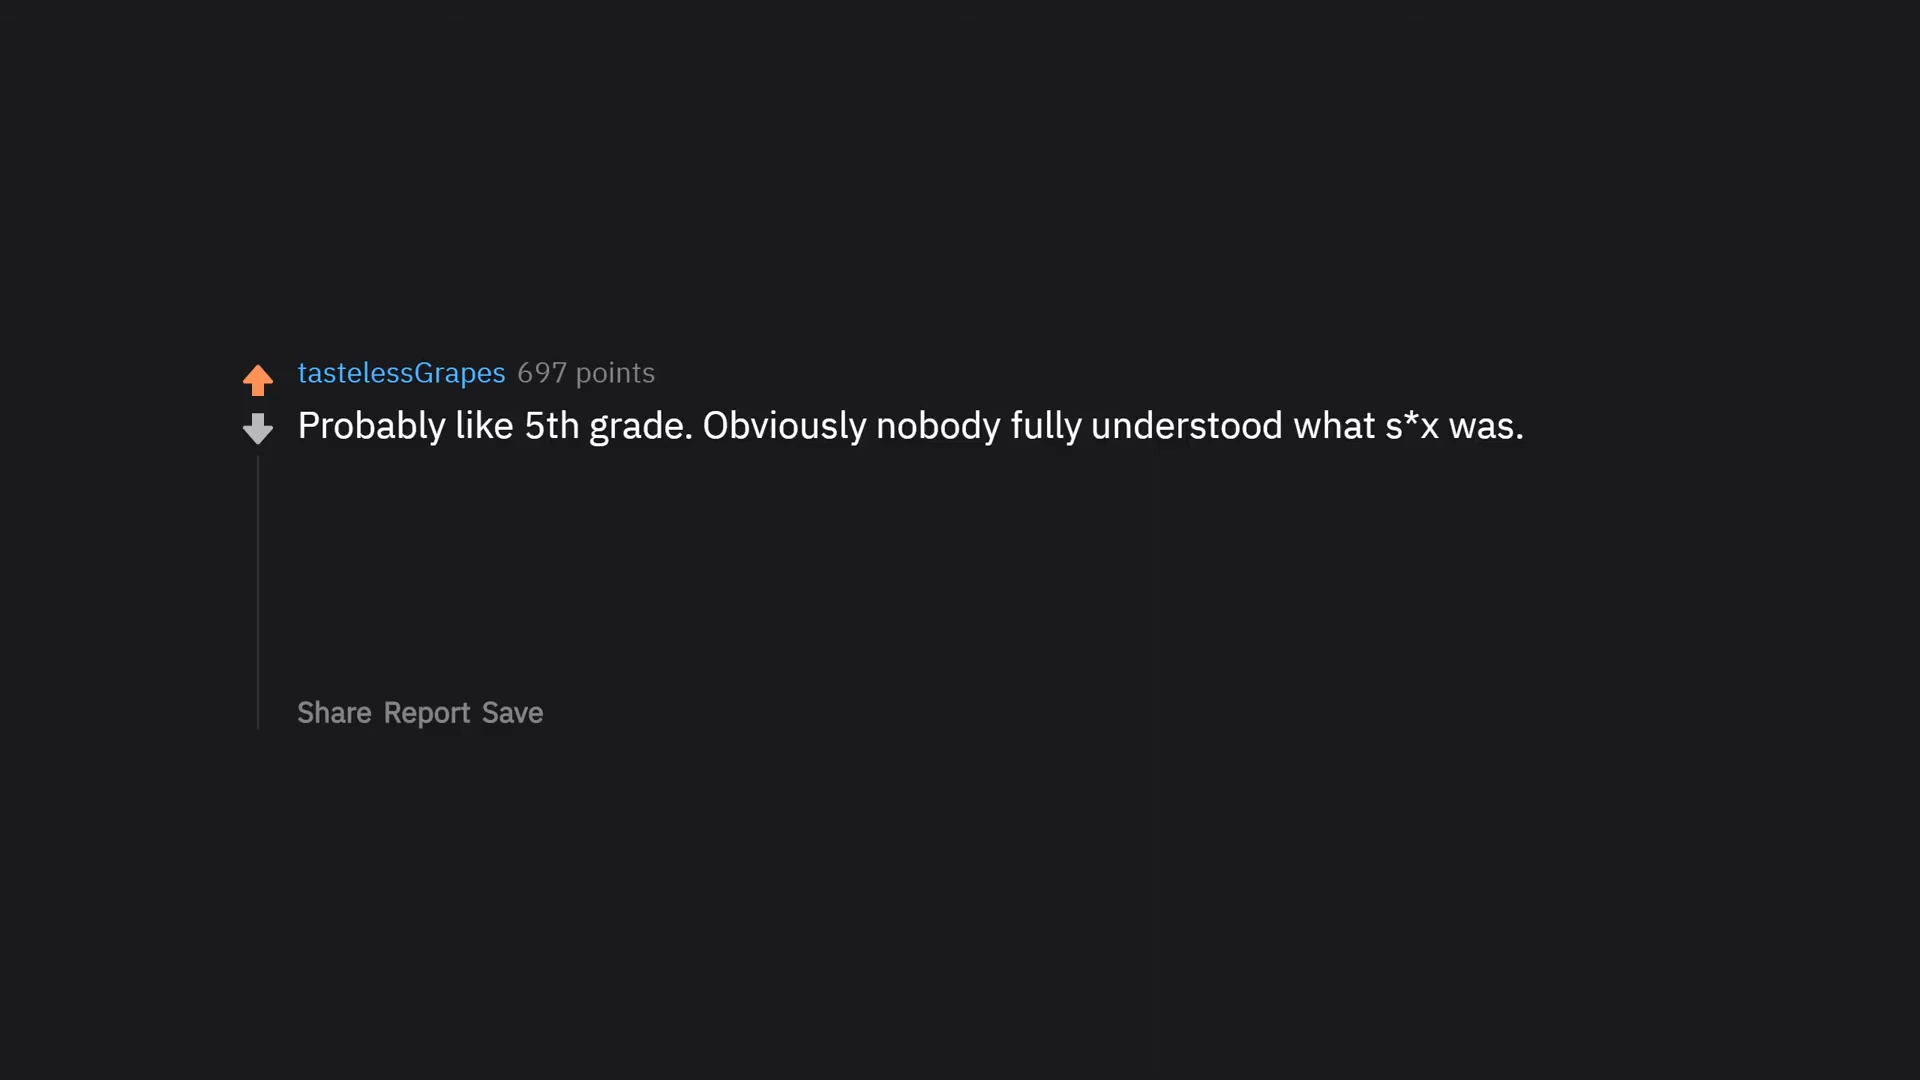 tastelessGrapes 697 points
Probably like 5th grade. Obviously nobody fully understood what s*x was.
Share Report Save